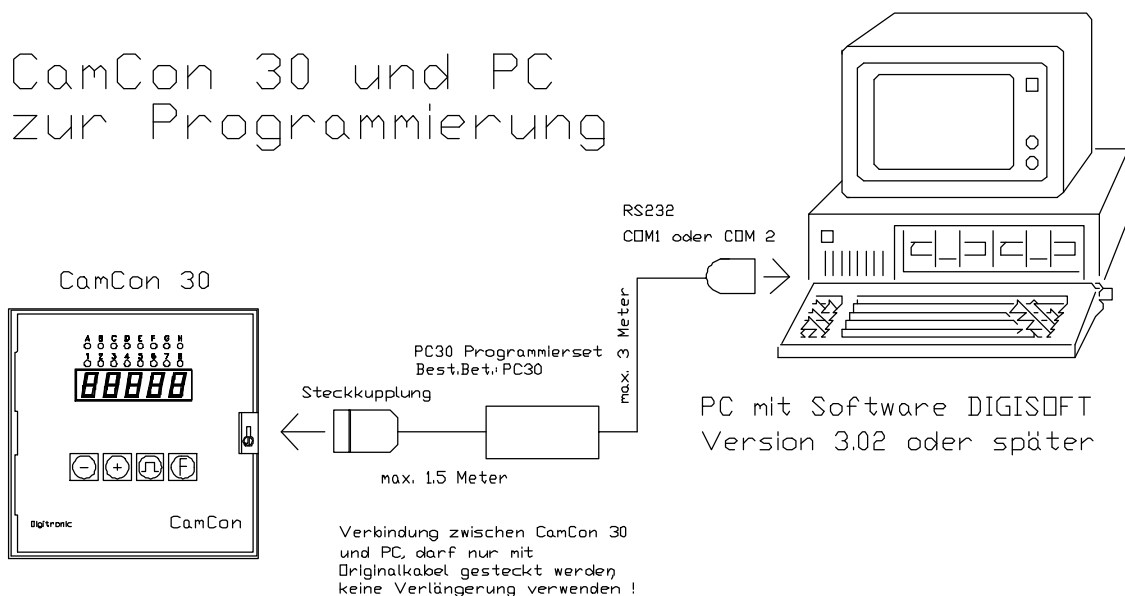 CamCon 30 und PC
zur Programmierung
RS232
COM1 oder COM 2
CamCon 30
A B C D E F G H
1 2 3 4 5 6 7 8
88888
PC30 Programmierset
Best.Bet.: PC30
max. 3 Meter
Steckkupplung
PC mit Software DIGISOFT
Version 3.02 oder später
- + F
max. 1.5 Meter
Digitronic
CamCon
Verbindung zwischen CamCon 30
und PC, darf nur mit
Originalkabel gesteckt werden,
keine Verlängerung verwenden !